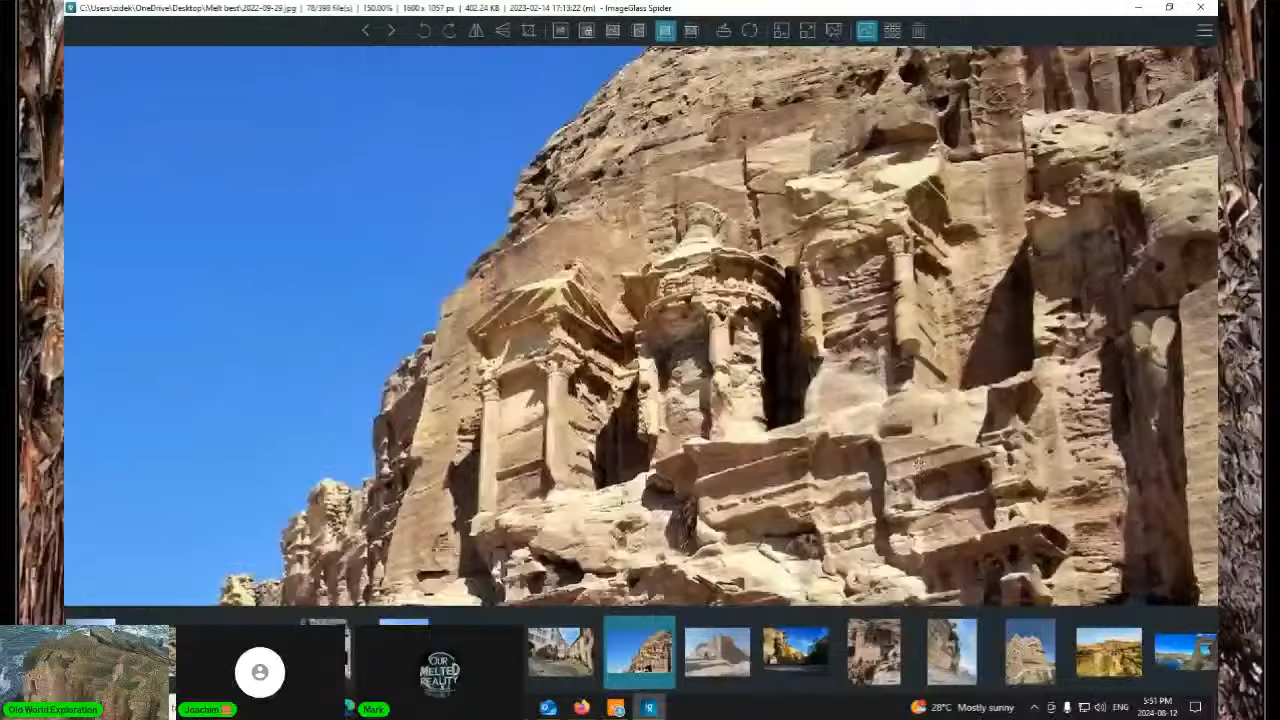 C:\Users\zidek\OneDrive\Desktop\Melt best\2022-09-29.jpg | 78/398 file(s) | 150.00% | 1600 x 1057 px | 402.24 KB | 2023-02-14 17:13:22 (m) - ImageGlass Spider
OUR
MELTED
REALITY
Old World Exploration
Joachim
Mark
28°C Mostly sunny
ENG
5:51 PM
2024-08-12